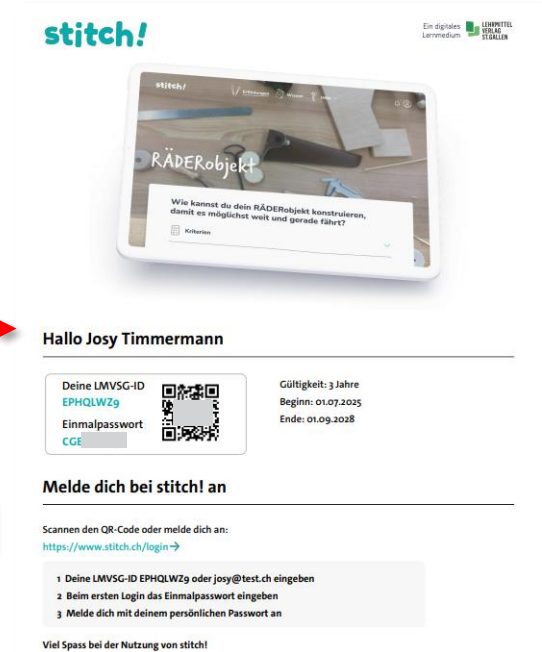 stitch!
Ein digitales
Lernmedium
LEHRMITTEL
VERLAG
ST.GALLEN
stitch!
Erfindungen Wissen
RÄDERobjekt
Wie kannst du dein RÄDERobjekt konstruieren,
damit es möglichst weit und gerade fährt?
Kriterien
Hallo Josy Timmermann
Deine LMVSG-ID
EPHQLWZ9
Einmalpasswort
Gültigkeit: 3 Jahre
Beginn: 01.07.2025
Ende: 01.09.2028
Melde dich bei stitch! an
Scannen den QR-Code oder melde dich an:
https://www.stitch.ch/login→
1 Deine LMVSG-ID EPHQLWZ9 oder josy@test.ch eingeben
2 Beim ersten Login das Einmalpasswort eingeben
3 Melde dich mit deinem persönlichen Passwort an
Viel Spass bei der Nutzung von stitch!